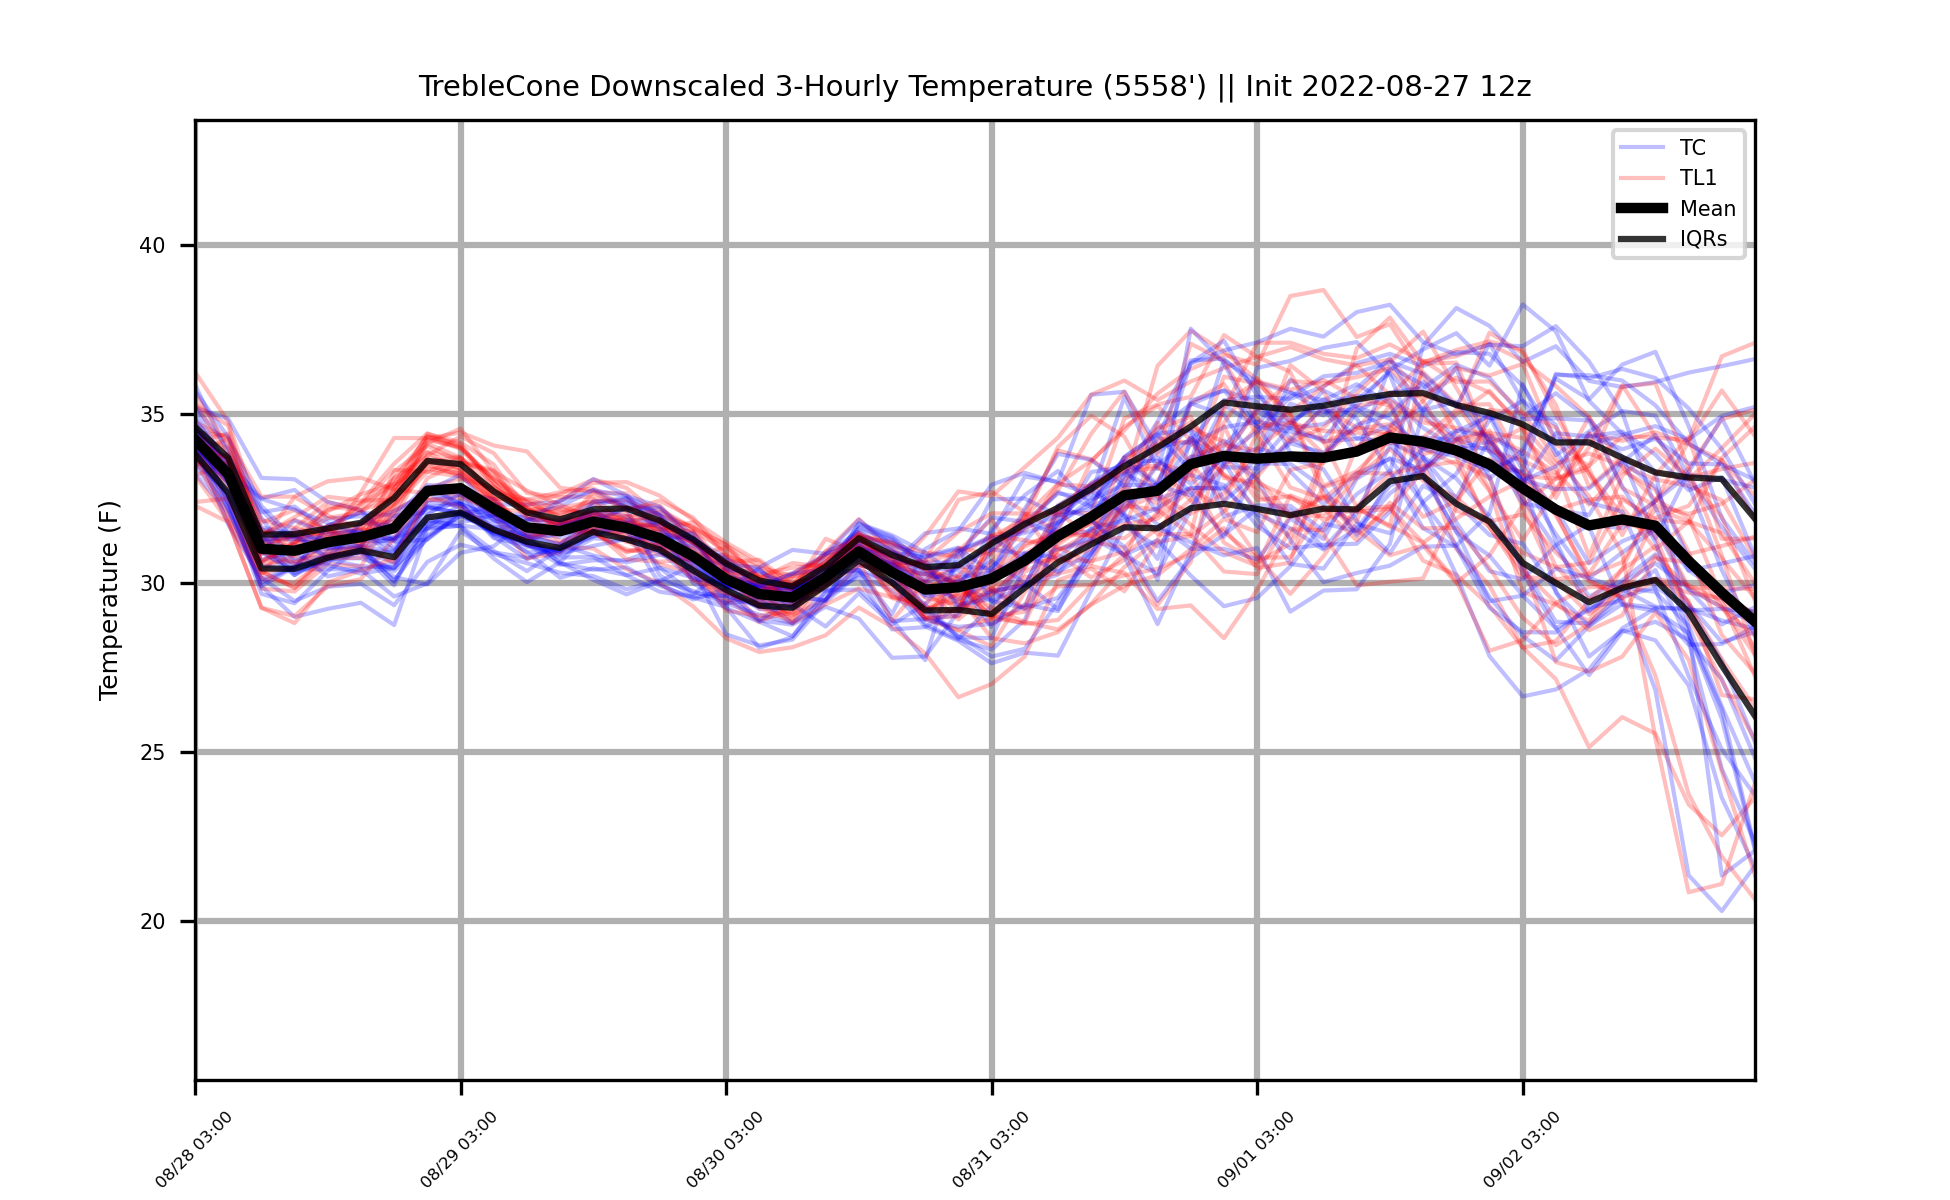 TrebleCone Downscaled 3-Hourly Temperature (5558') || Init 2022-08-27 12z
TC
TL1
Mean
IQRs
Temperature (F)
40
35
30
25
20
08/28 03:00
08/29 03:00
08/30 03:00
08/31 03:00
09/01 03:00
09/02 03:00